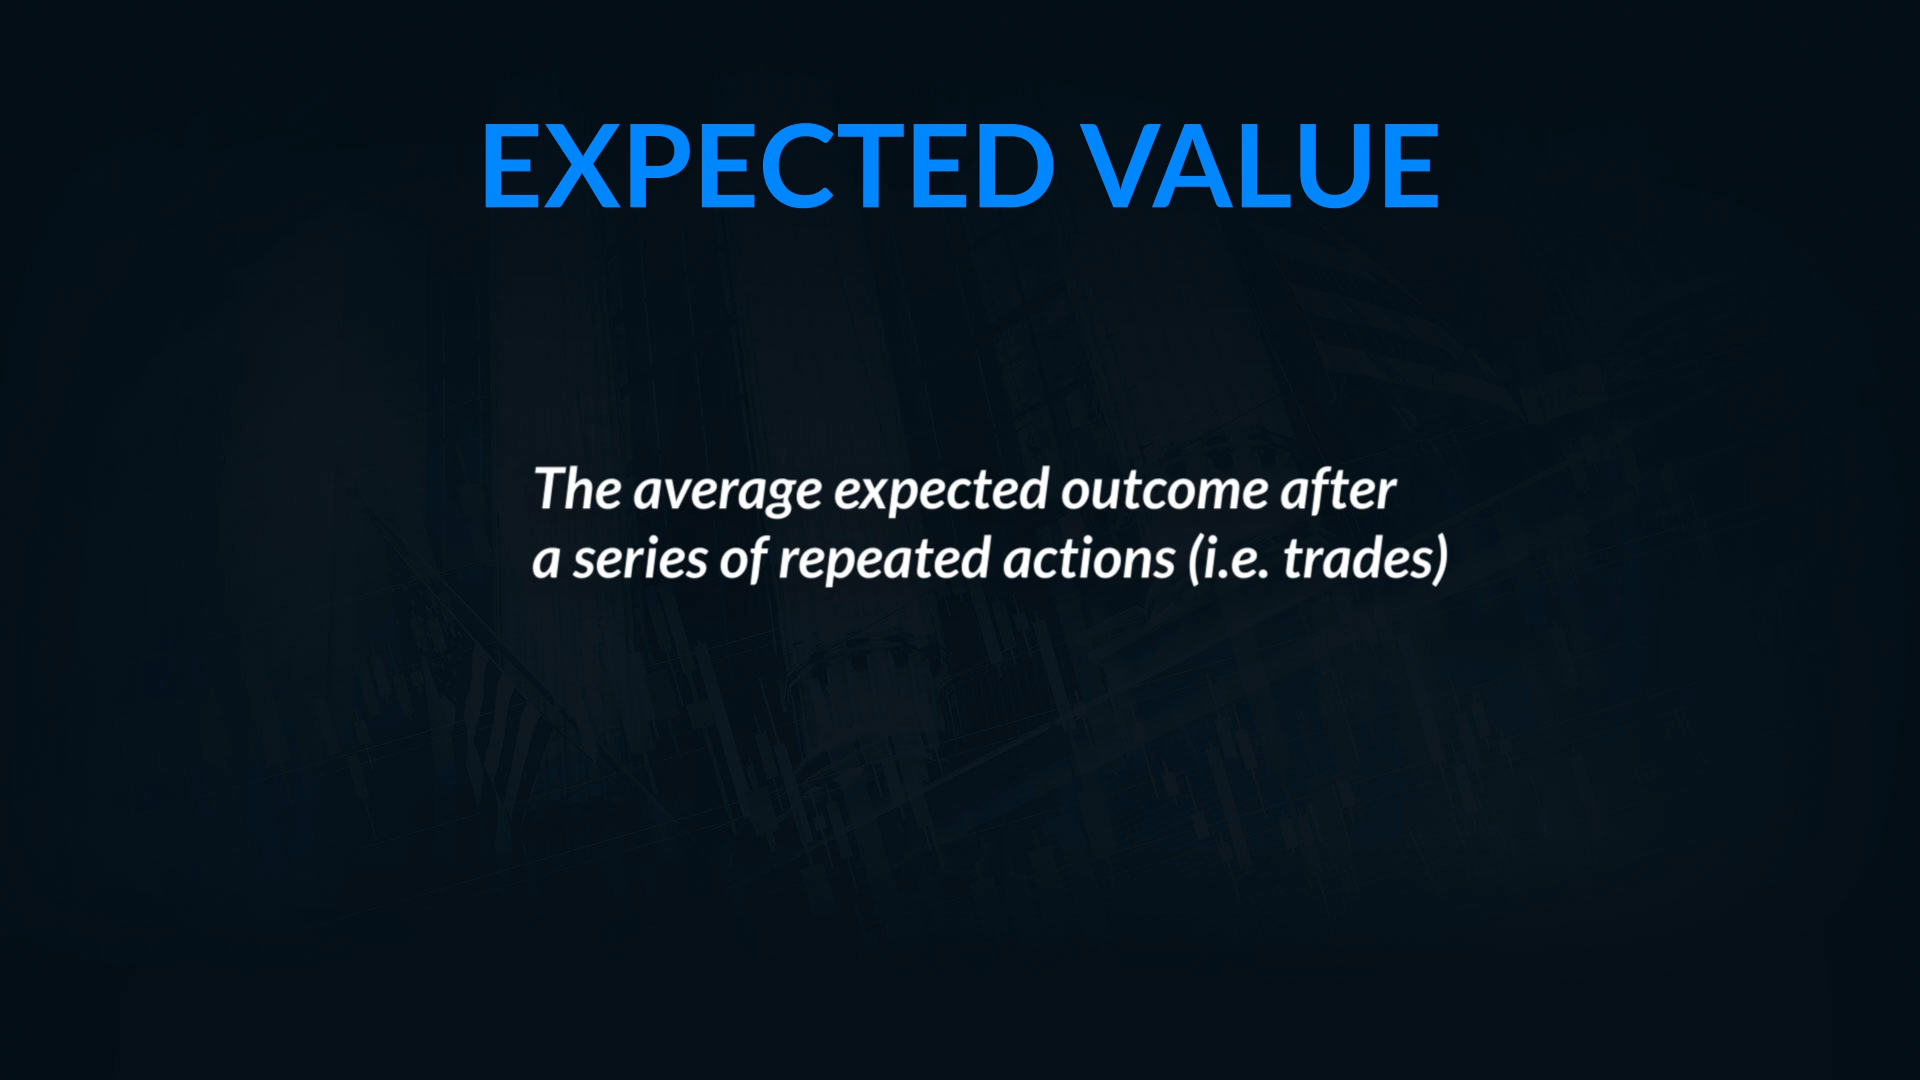 EXPECTED VALUE
The average expected outcome after
a series of repeated actions (i.e. trades)